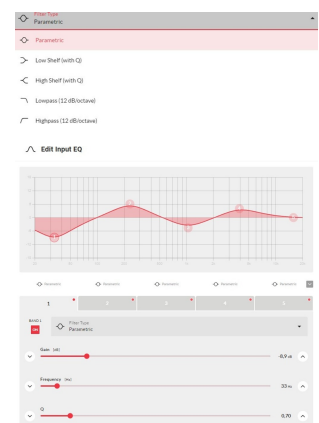 Filter Type
Parametric
Parametric
Low Shelf (with Q)
High Shelf (with Q)
Lowpass (12 dB/octave)
Highpass (12 dB/octave)
Edit Input EQ
Parametric Parametric Parametric Parametric Parametric
1 2 3 4 5
BAND 1
Filter Type
Parametric
Gain (dB)
-8.9 dB
Frequency (Hz)
33 Hz
Q
0.70